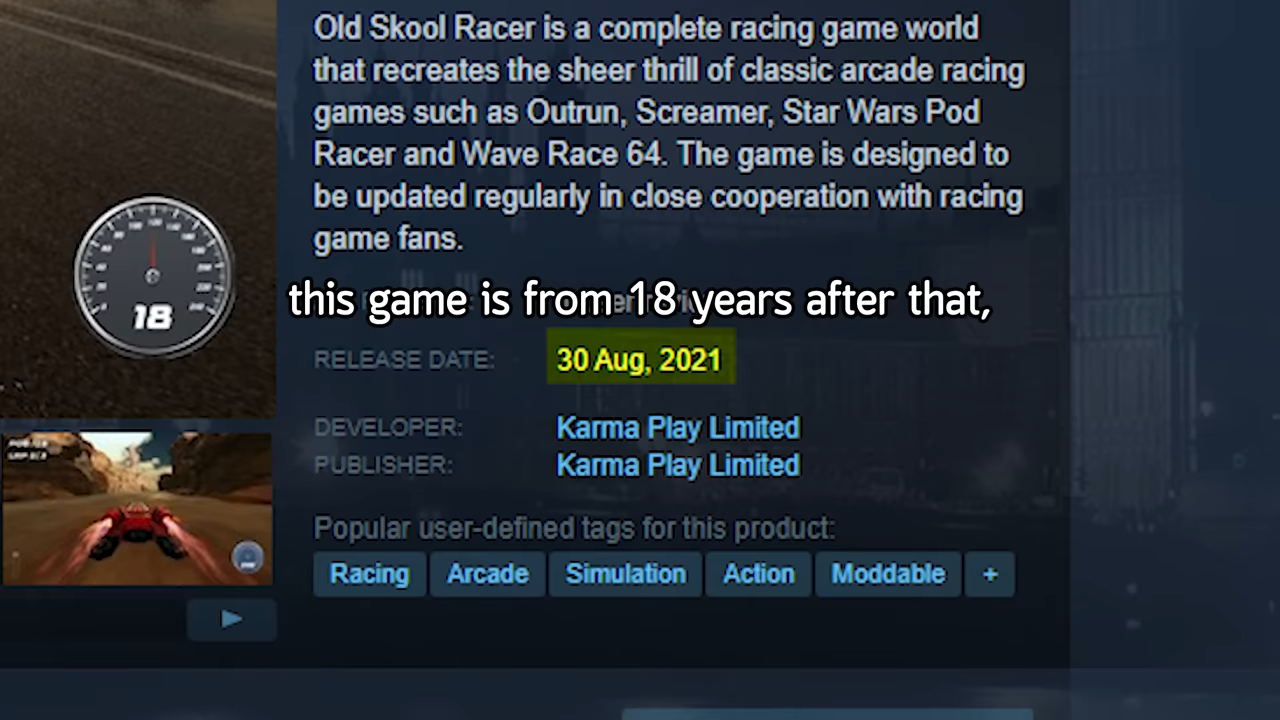 Old Skool Racer is a complete racing game world
that recreates the sheer thrill of classic arcade racing
games such as Outrun, Screamer, Star Wars Pod
Racer and Wave Race 64. The game is designed to
be updated regularly in close cooperation with racing
game fans.
this game is from 18 years after that,
RELEASE DATE: 30 Aug, 2021
DEVELOPER: Karma Play Limited
PUBLISHER: Karma Play Limited
Popular user-defined tags for this product:
Racing Arcade Simulation Action Moddable +
18